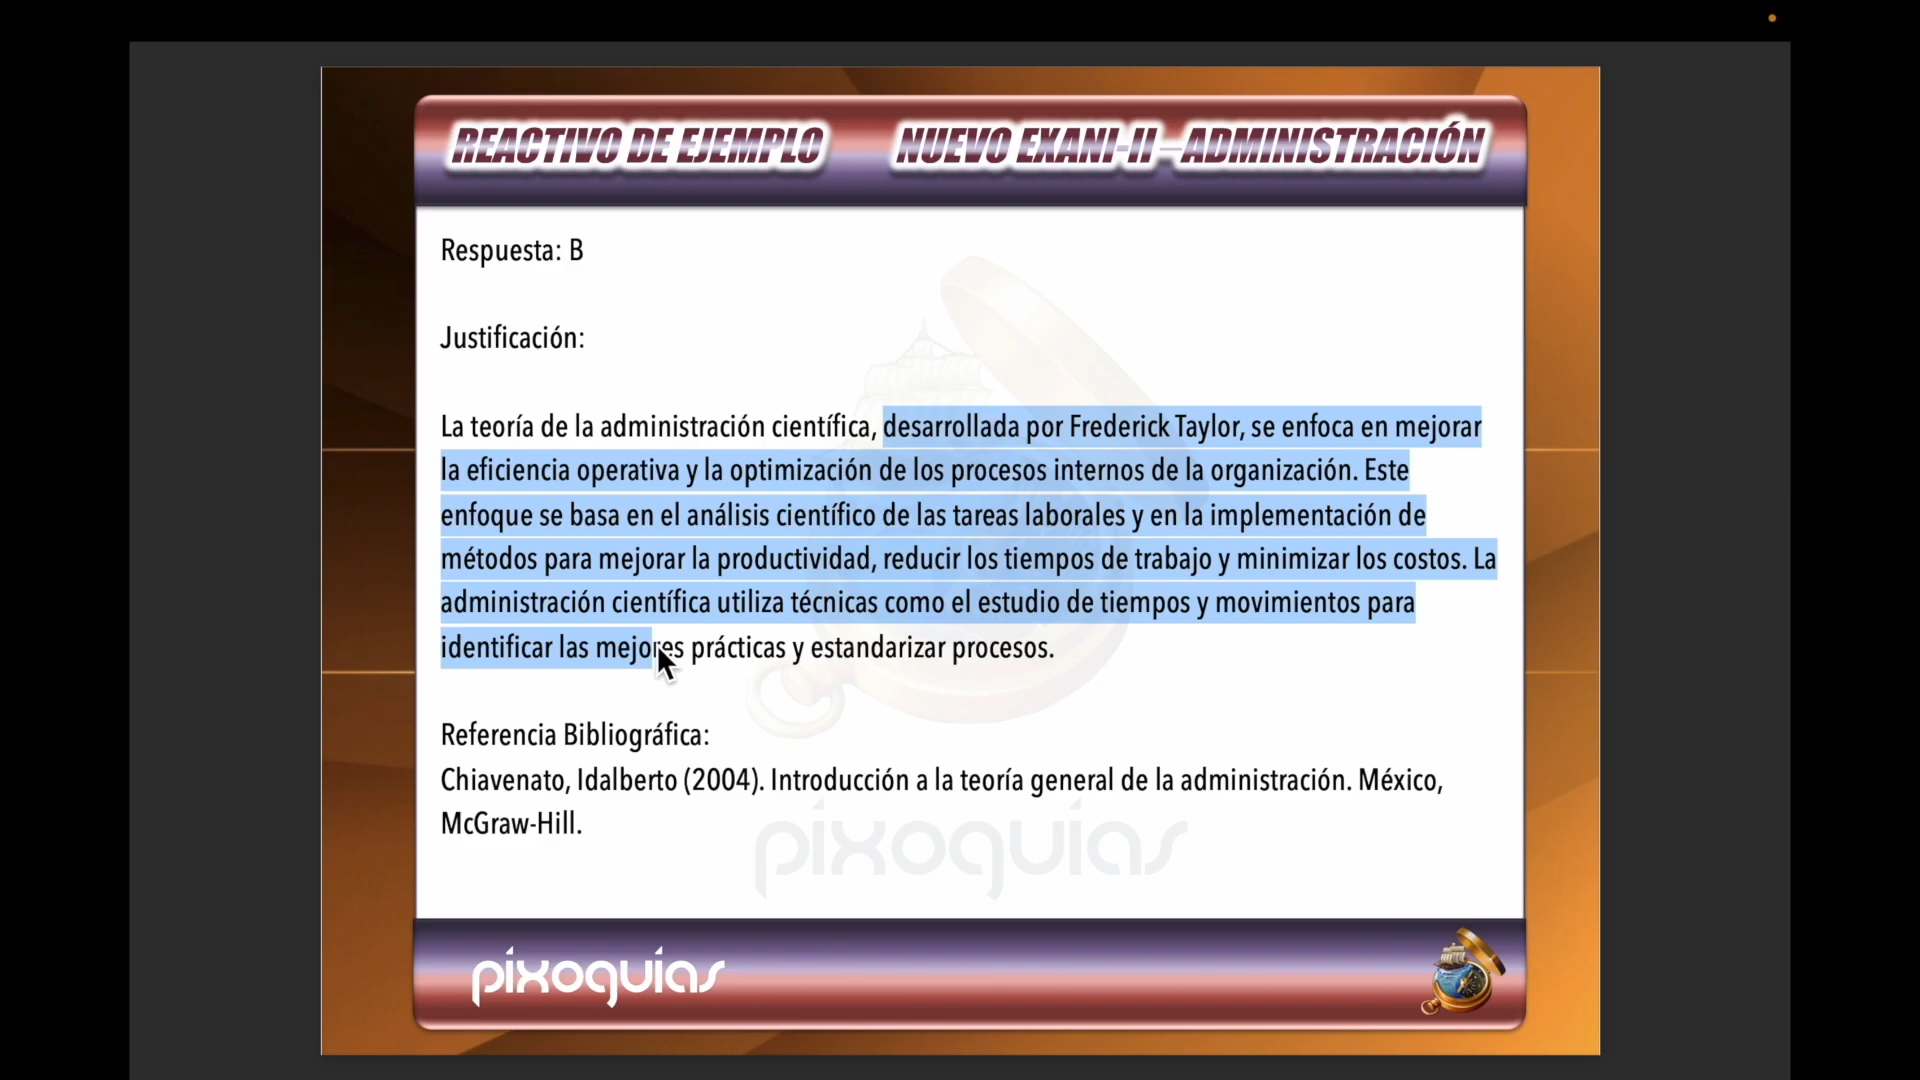 REACTIVO DE EJEMPLO NUEVO EXANI-II – ADMINISTRACIÓN
Respuesta: B
Justificación:
La teoría de la administración científica, desarrollada por Frederick Taylor, se enfoca en mejorar
la eficiencia operativa y la optimización de los procesos internos de la organización. Este
enfoque se basa en el análisis científico de las tareas laborales y en la implementación de
métodos para mejorar la productividad, reducir los tiempos de trabajo y minimizar los costos. La
administración científica utiliza técnicas como el estudio de tiempos y movimientos para
identificar las mejores prácticas y estandarizar procesos.
Referencia Bibliográfica:
Chiavenato, Idalberto (2004). Introducción a la teoría general de la administración. México,
McGraw-Hill.
pixoguías
pixoguías